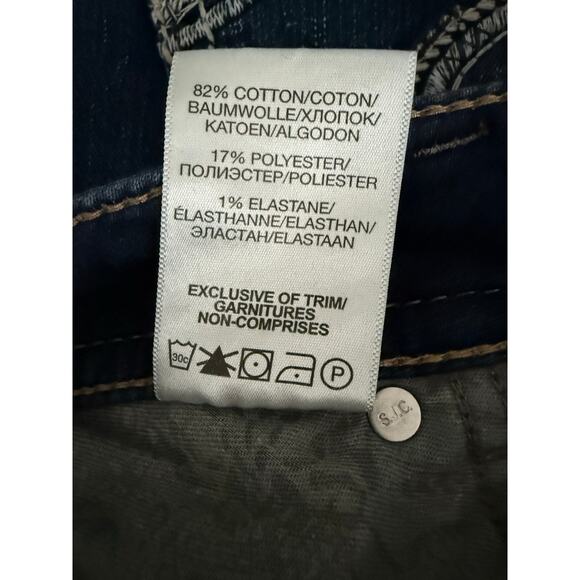 82% COTTON/COTON/
BAUMWOLLE/ХЛОПОК/
KATOEN/ALGODON
17% POLYESTER/
ПОЛИЭСТЕР/POLIESTER
1% ELASTANE/
ÉLASTHANNE/ELASTHAN/
ЭЛАСТАН/ELASTAAN
EXCLUSIVE OF TRIM/
GARNITURES
NON-COMPRISES
30c P
S.J.C.